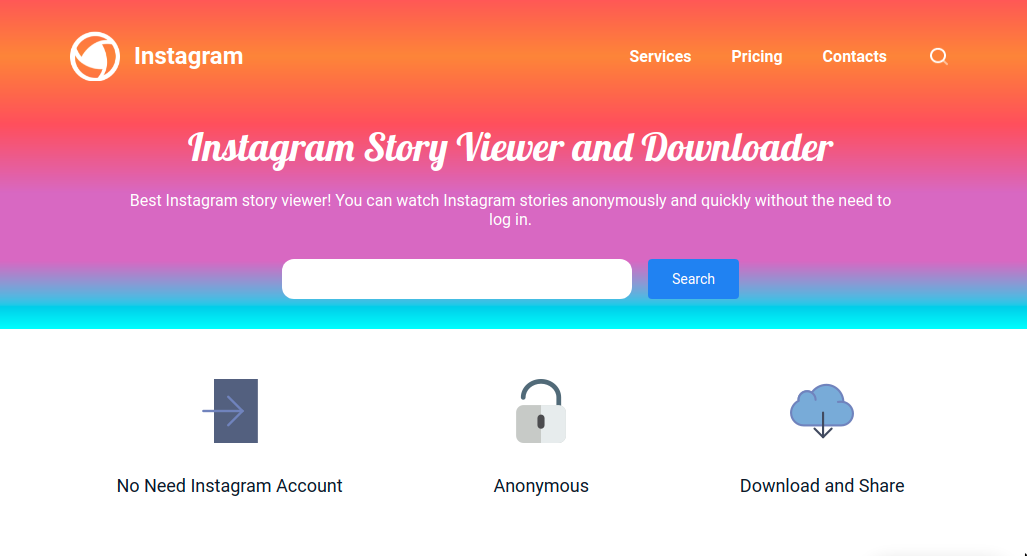 Instagram
Services Pricing Contacts
Instagram Story Viewer and Downloader
Best Instagram story viewer! You can watch Instagram stories anonymously and quickly without the need to
log in.
Search
No Need Instagram Account
Anonymous
Download and Share